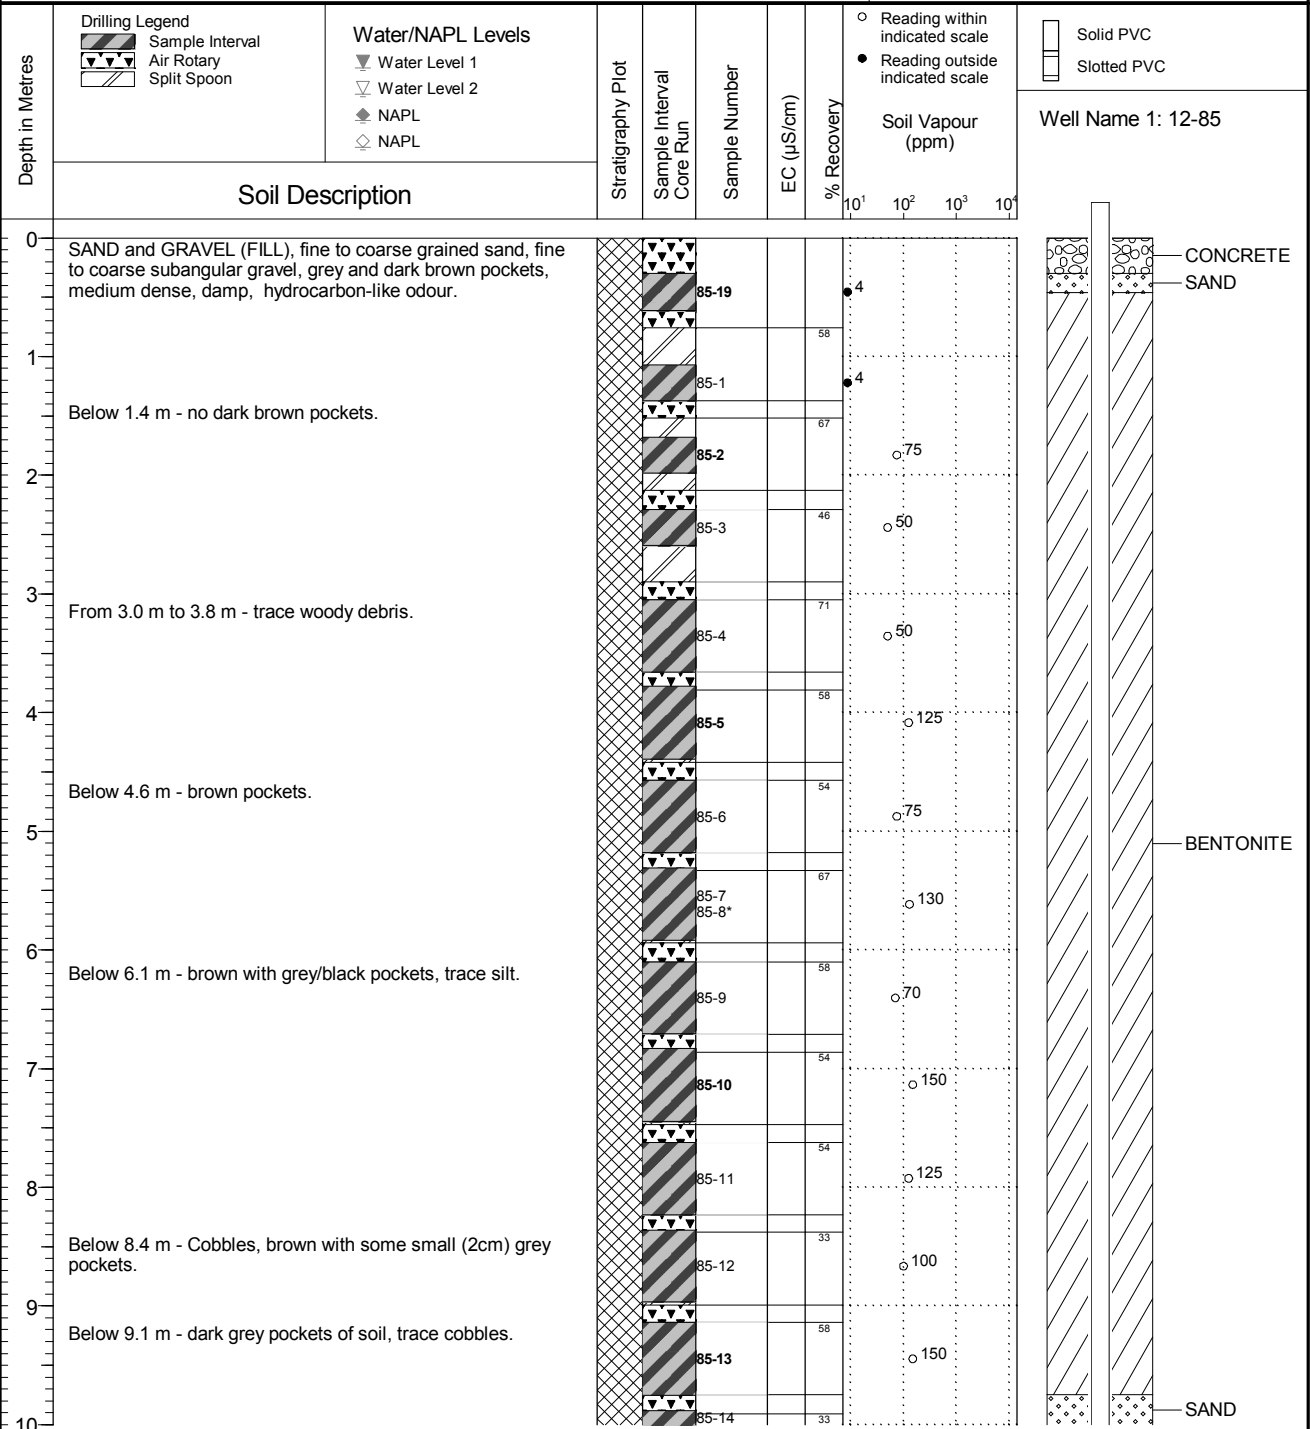 Drilling Legend
Sample Interval
Air Rotary
Split Spoon
Water/NAPL Levels
Water Level 1
Water Level 2
NAPL
NAPL
Reading within
indicated scale
Reading outside
indicated scale
Solid PVC
Slotted PVC
Depth in Metres
Soil Description
Stratigraphy Plot
Sample Interval
Core Run
Sample Number
EC (µS/cm)
% Recovery
Soil Vapour
(ppm)
10¹ 10² 10³ 10⁴
Well Name 1: 12-85
0
SAND and GRAVEL (FILL), fine to coarse grained sand, fine
to coarse subangular gravel, grey and dark brown pockets,
medium dense, damp, hydrocarbon-like odour.
CONCRETE
SAND
85-19
4
58
1
85-1
4
Below 1.4 m - no dark brown pockets.
67
85-2
75
2
46
85-3
50
3
From 3.0 m to 3.8 m - trace woody debris.
71
85-4
50
58
4
85-5
125
Below 4.6 m - brown pockets.
54
85-6
75
5
BENTONITE
67
85-7
85-8*
130
6
Below 6.1 m - brown with grey/black pockets, trace silt.
58
85-9
70
7
54
85-10
150
54
85-11
125
8
Below 8.4 m - Cobbles, brown with some small (2cm) grey
pockets.
33
85-12
100
9
Below 9.1 m - dark grey pockets of soil, trace cobbles.
58
85-13
150
SAND
10
85-14
33